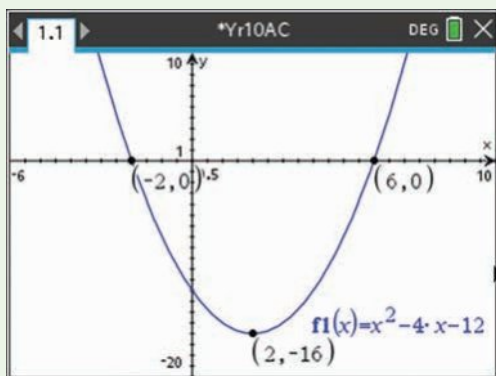 1.1 *Yr10AC DEG
10 y
1
x
-6 (-2,0) .5 (6,0) 10
f1(x)=x²-4·x-12
(2,-16)
-20